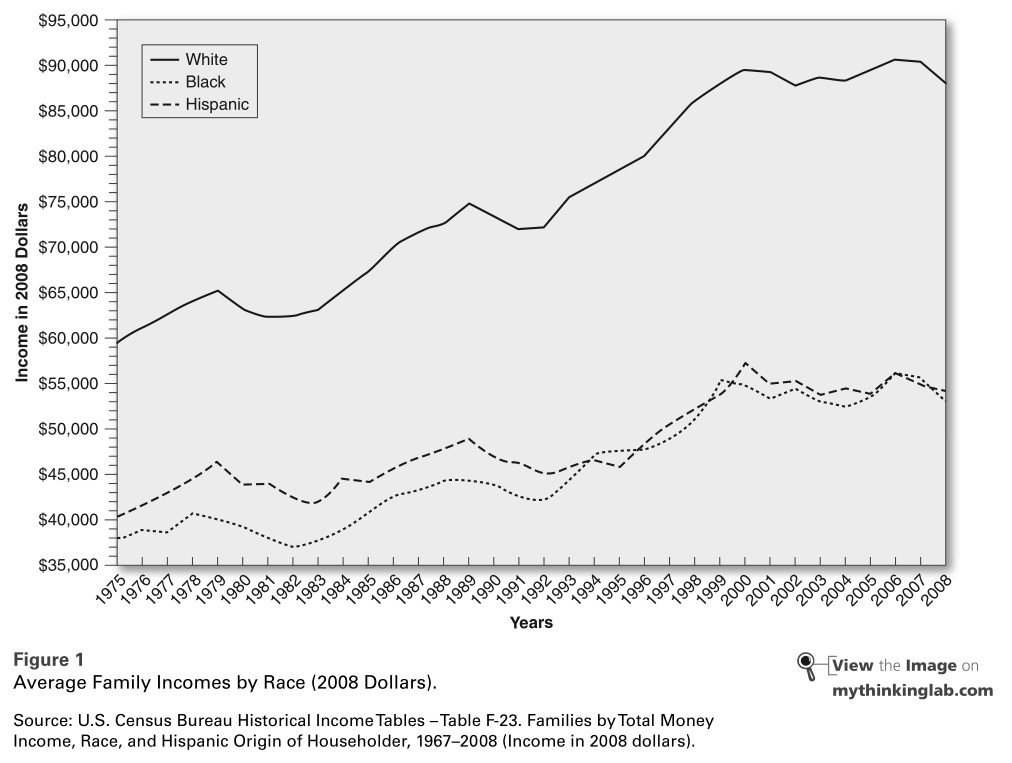 $95,000
$90,000
$85,000
$80,000
$75,000
$70,000
$65,000
$60,000
$55,000
$50,000
$45,000
$40,000
$35,000
Income in 2008 Dollars
White
Black
Hispanic
1975 1976 1977 1978 1979 1980 1981 1982 1983 1984 1985 1986 1987 1988 1989 1990 1991 1992 1993 1994 1995 1996 1997 1998 1999 2000 2001 2002 2003 2004 2005 2006 2007 2008
Years
Figure 1
Average Family Incomes by Race (2008 Dollars).
View the Image on
mythinkinglab.com
Source: U.S. Census Bureau Historical Income Tables – Table F-23. Families by Total Money
Income, Race, and Hispanic Origin of Householder, 1967–2008 (Income in 2008 dollars).